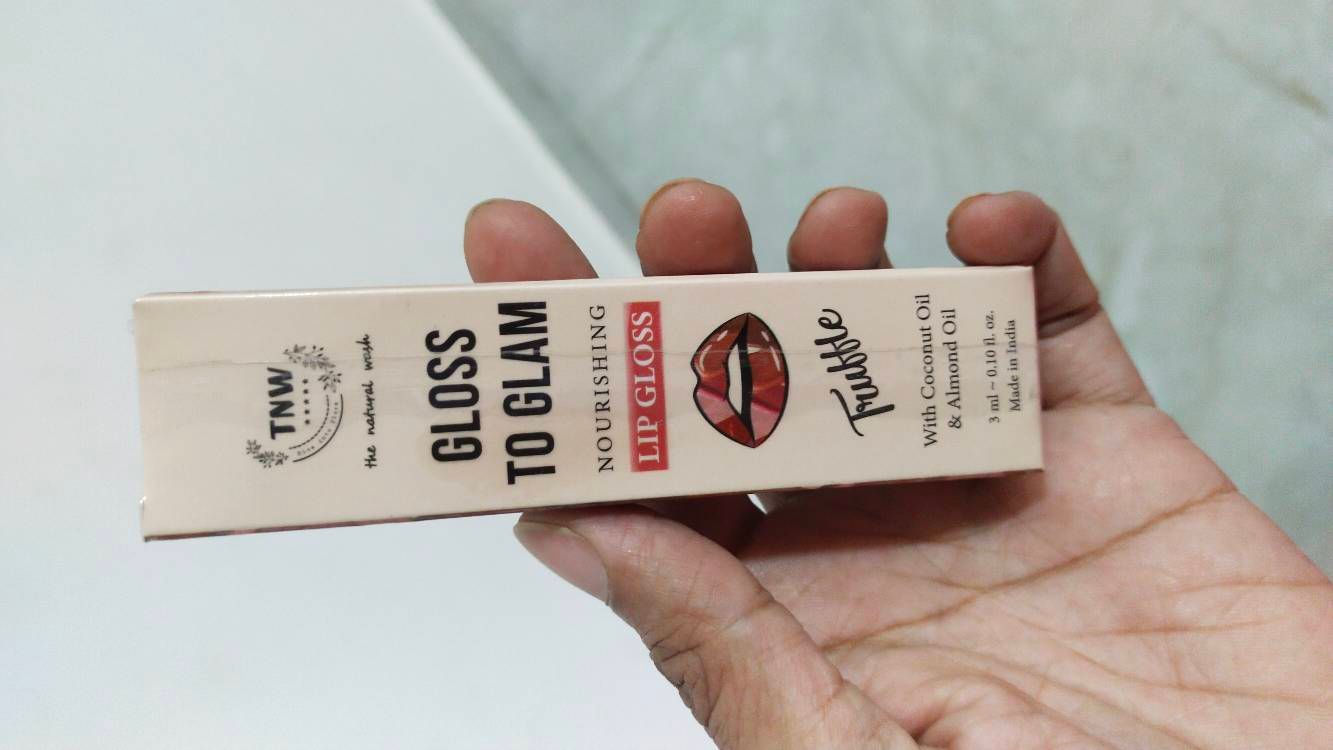 TNW
the natural wash
GLOSS
TO GLAM
NOURISHING
LIP GLOSS
Truffle
With Coconut Oil
& Almond Oil
3 ml ~ 0.10 fl. oz.
Made in India